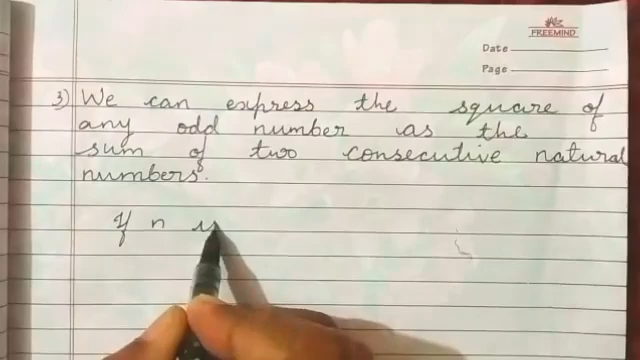 FREEMIND
Date
Page
3) We can express the square of
any odd number as the
sum of two consecutive natural
numbers.
If n